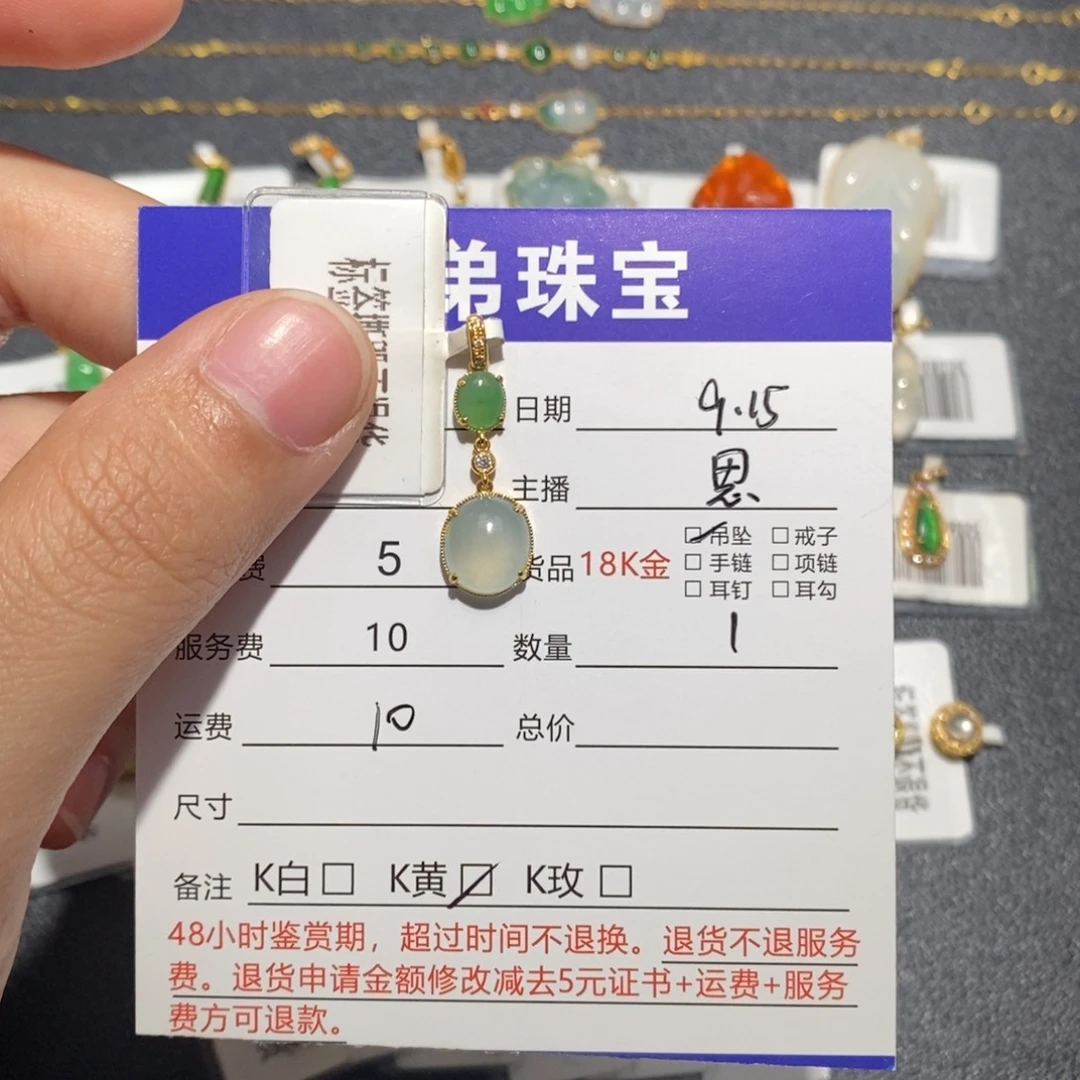 弟珠宝
日期 9.15
主播 恩
费 5 货品 18K金 吊坠 戒子
手链 项链
耳钉 耳勾
服务费 10 数量 1
运费 10 总价
尺寸
备注 K白 K黄 K玫
48小时鉴赏期，超过时间不退换。退货不退服务
费。退货申请金额修改减去5元证书+运费+服务
费方可退款。